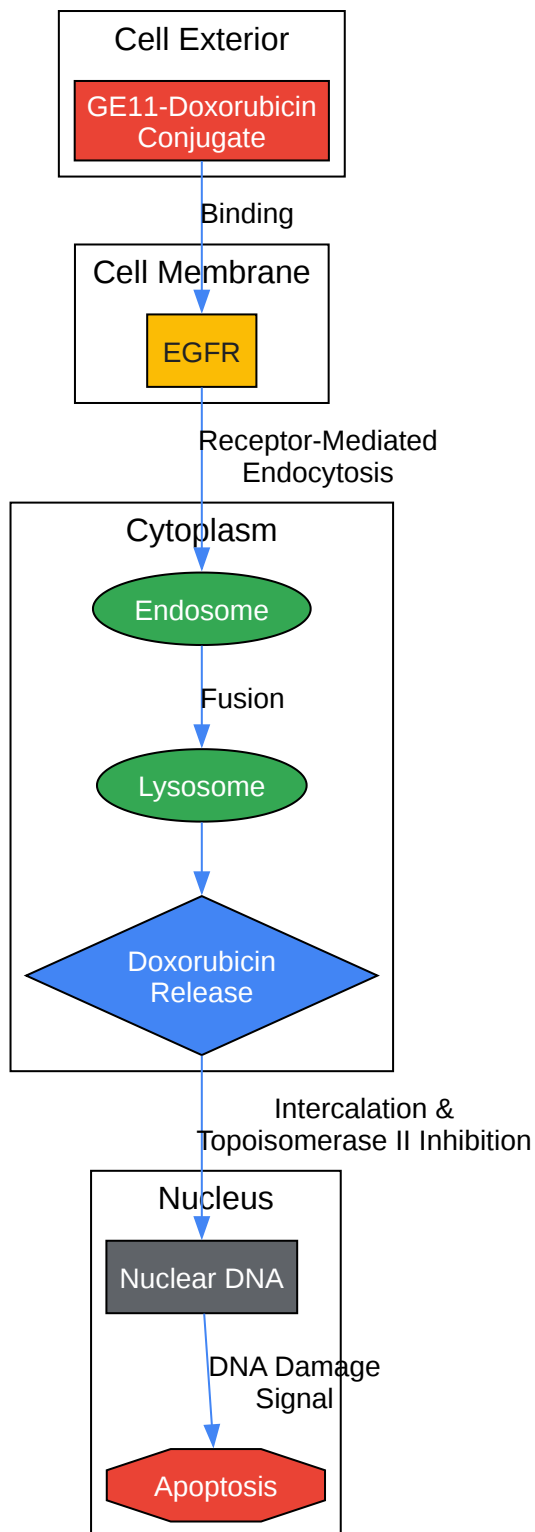 Cell Exterior
GE11-Doxorubicin
Conjugate
Binding
Cell Membrane
EGFR
Receptor-Mediated
Endocytosis
Cytoplasm
Endosome
Fusion
Lysosome
Doxorubicin
Release
Intercalation &
Topoisomerase II Inhibition
Nucleus
Nuclear DNA
DNA Damage
Signal
Apoptosis